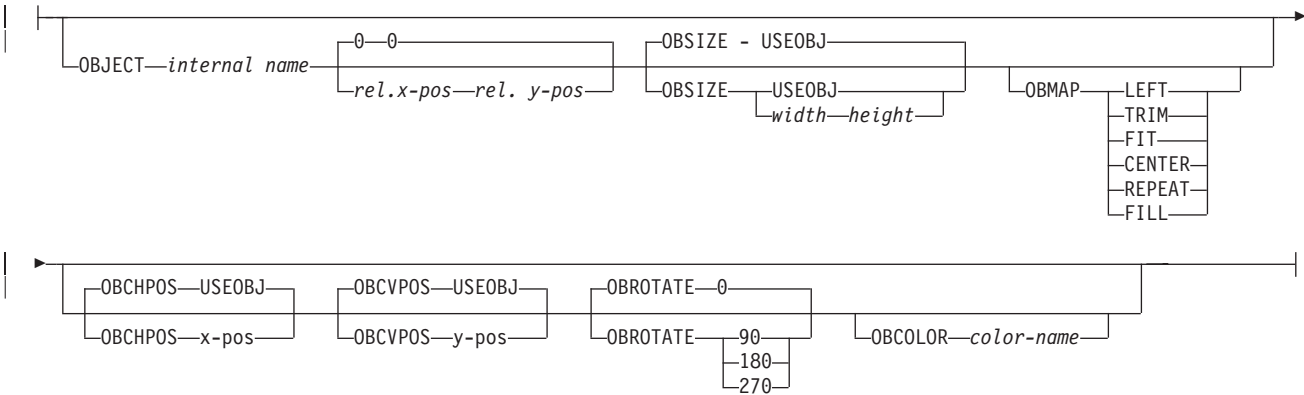 0 0 OBSIZE - USEOBJ
OBJECT internal name
rel.x-pos rel. y-pos OBSIZE USEOBJ OBMAP LEFT
width height TRIM
FIT
CENTER
REPEAT
FILL
OBCHPOS USEOBJ OBCVPOS USEOBJ OBROTATE 0
OBCHPOS x-pos OBCVPOS y-pos OBROTATE 90 OBCOLOR color-name
180
270